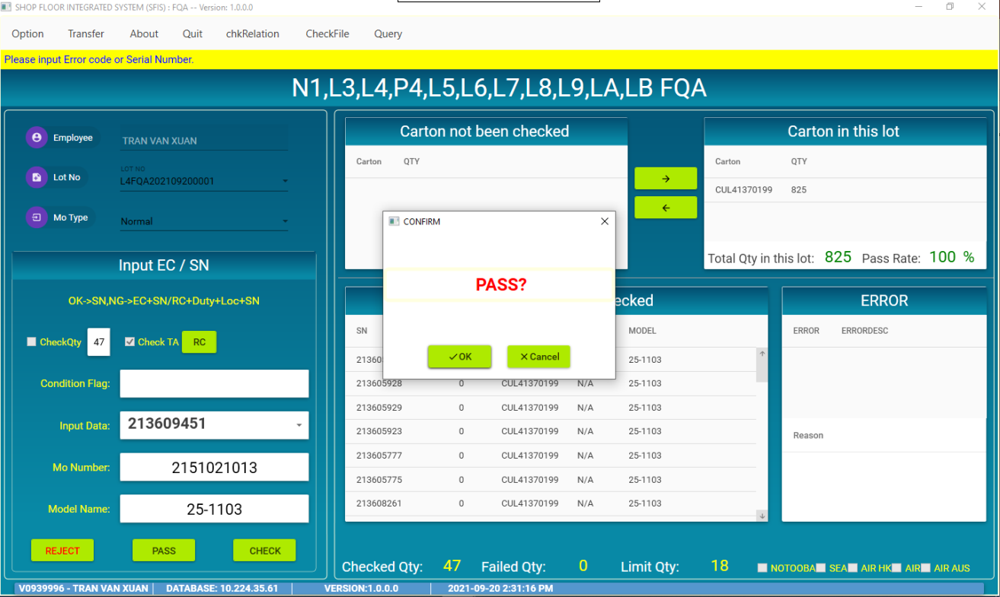 SHOP FLOOR INTEGRATED SYSTEM (SFIS) : FQA -- Version: 1.0.0.0
Option Transfer About Quit chkRelation CheckFile Query
Please input Error code or Serial Number.
N1,L3,L4,P4,L5,L6,L7,L8,L9,LA,LB FQA
Employee TRAN VAN XUAN
LOT NO
Lot No L4FQA202109200001
Mo Type Normal
Input EC / SN
OK->SN,NG->EC+SN/RC+Duty+Loc+SN
CheckQty 47 Check TA RC
Condition Flag:
Input Data: 213609451
Mo Number: 2151021013
Model Name: 25-1103
REJECT PASS CHECK
Carton not been checked
Carton QTY
Carton in this lot
Carton QTY
CUL41370199 825
Total Qty in this lot: 825 Pass Rate: 100 %
CONFIRM
PASS?
OK Cancel
ecked
SN MODEL
21360 25-1103
213605928 0 CUL41370199 N/A 25-1103
213605929 0 CUL41370199 N/A 25-1103
213605923 0 CUL41370199 N/A 25-1103
213605777 0 CUL41370199 N/A 25-1103
213605775 0 CUL41370199 N/A 25-1103
213608261 0 CUL41370199 N/A 25-1103
ERROR
ERROR ERRORDESC
Reason
Checked Qty: 47 Failed Qty: 0 Limit Qty: 18 NOTOOBA SEA AIR HK AIR AIR AUS
V0939996 - TRAN VAN XUAN DATABASE: 10.224.35.61 VERSION:1.0.0.0 2021-09-20 2:31:16 PM